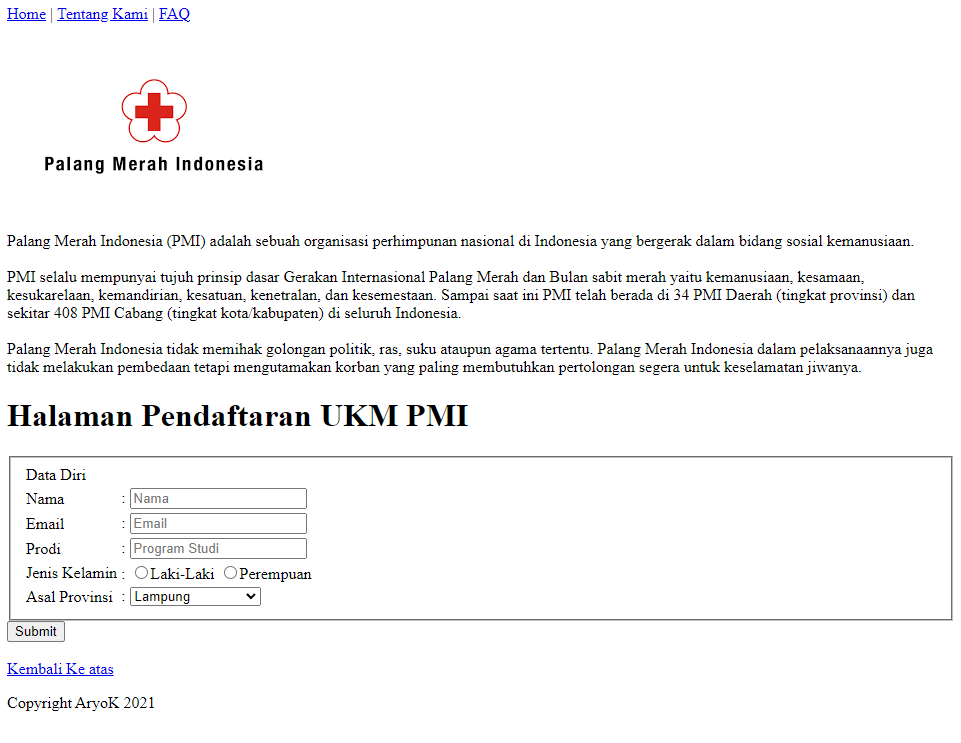 Home | Tentang Kami | FAQ
Palang Merah Indonesia
Palang Merah Indonesia (PMI) adalah sebuah organisasi perhimpunan nasional di Indonesia yang bergerak dalam bidang sosial kemanusiaan.
PMI selalu mempunyai tujuh prinsip dasar Gerakan Internasional Palang Merah dan Bulan sabit merah yaitu kemanusiaan, kesamaan,
kesukarelaan, kemandirian, kesatuan, kenetralan, dan kesemestaan. Sampai saat ini PMI telah berada di 34 PMI Daerah (tingkat provinsi) dan
sekitar 408 PMI Cabang (tingkat kota/kabupaten) di seluruh Indonesia.
Palang Merah Indonesia tidak memihak golongan politik, ras, suku ataupun agama tertentu. Palang Merah Indonesia dalam pelaksanaannya juga
tidak melakukan pembedaan tetapi mengutamakan korban yang paling membutuhkan pertolongan segera untuk keselamatan jiwanya.
Halaman Pendaftaran UKM PMI
Data Diri
Nama : Nama
Email : Email
Prodi : Program Studi
Jenis Kelamin : Laki-Laki Perempuan
Asal Provinsi : Lampung
Submit
Kembali Ke atas
Copyright AryoK 2021